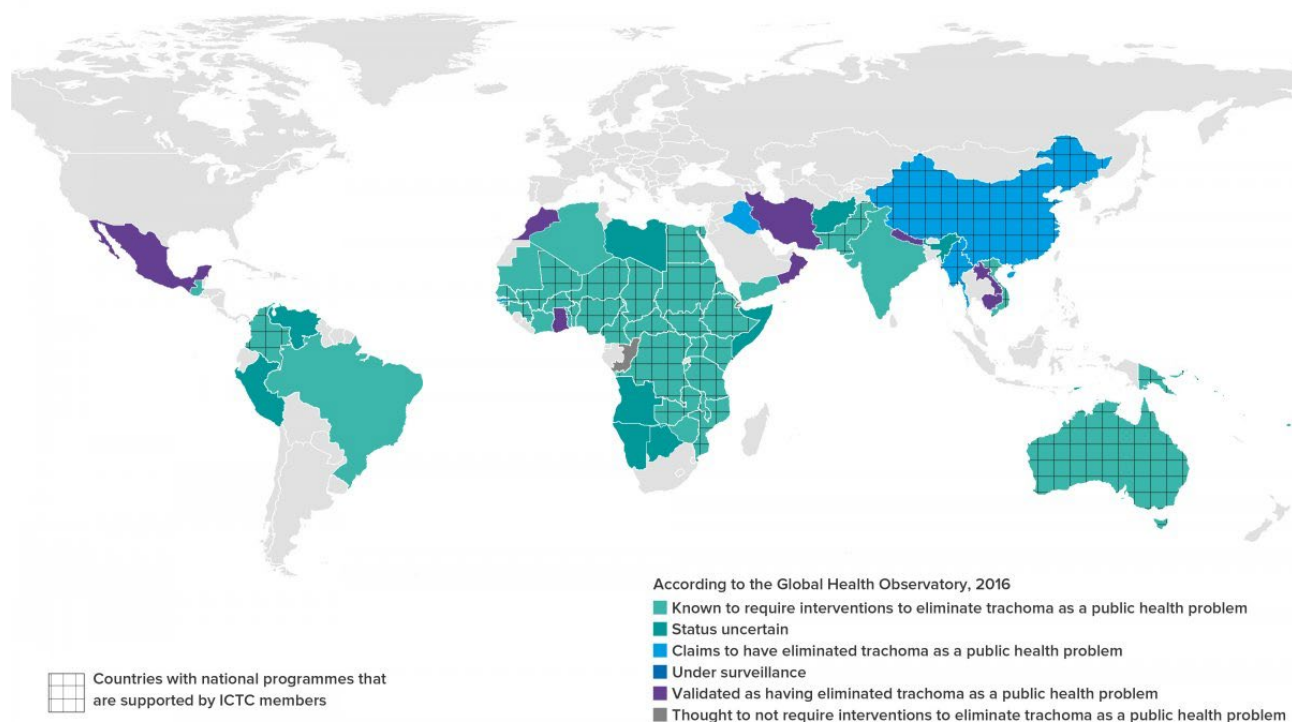 According to the Global Health Observatory, 2016
Known to require interventions to eliminate trachoma as a public health problem
Status uncertain
Claims to have eliminated trachoma as a public health problem
Under surveillance
Validated as having eliminated trachoma as a public health problem
Thought to not require interventions to eliminate trachoma as a public health problem
Countries with national programmes that
are supported by ICTC members